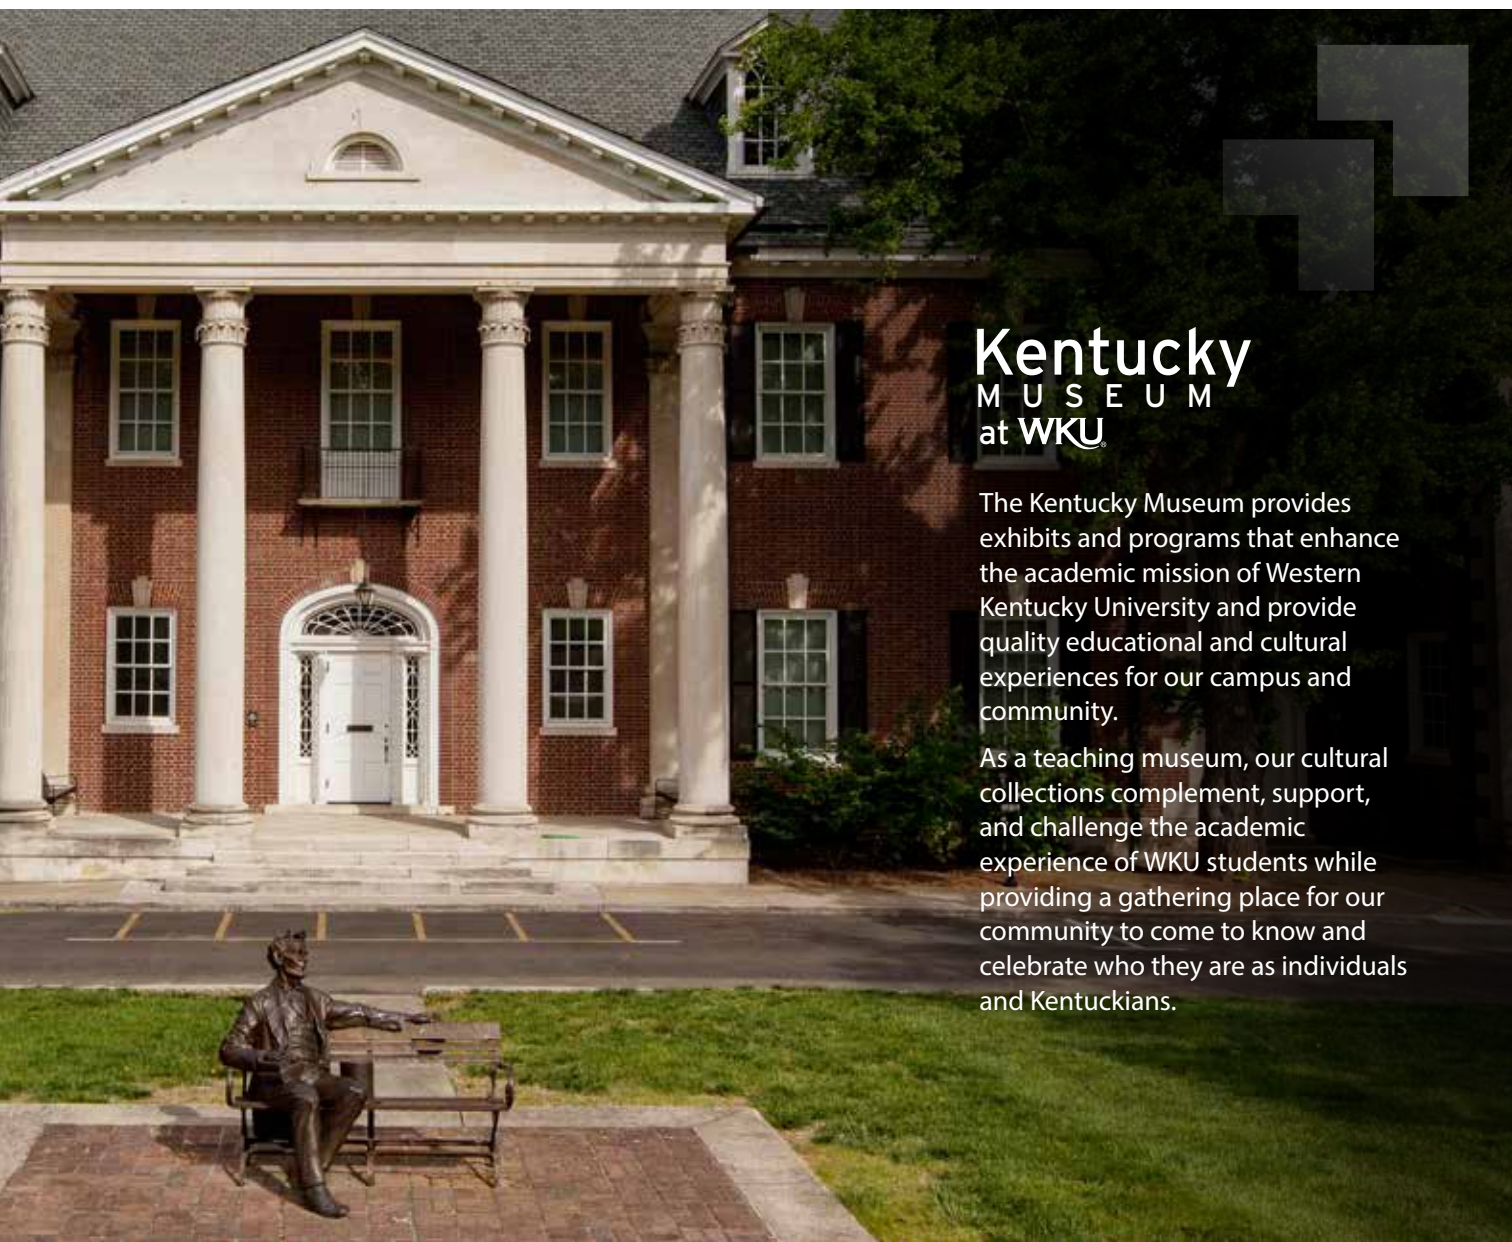 Kentucky
MUSEUM
at WKU®
The Kentucky Museum provides
exhibits and programs that enhance
the academic mission of Western
Kentucky University and provide
quality educational and cultural
experiences for our campus and
community.
As a teaching museum, our cultural
collections complement, support,
and challenge the academic
experience of WKU students while
providing a gathering place for our
community to come to know and
celebrate who they are as individuals
and Kentuckians.